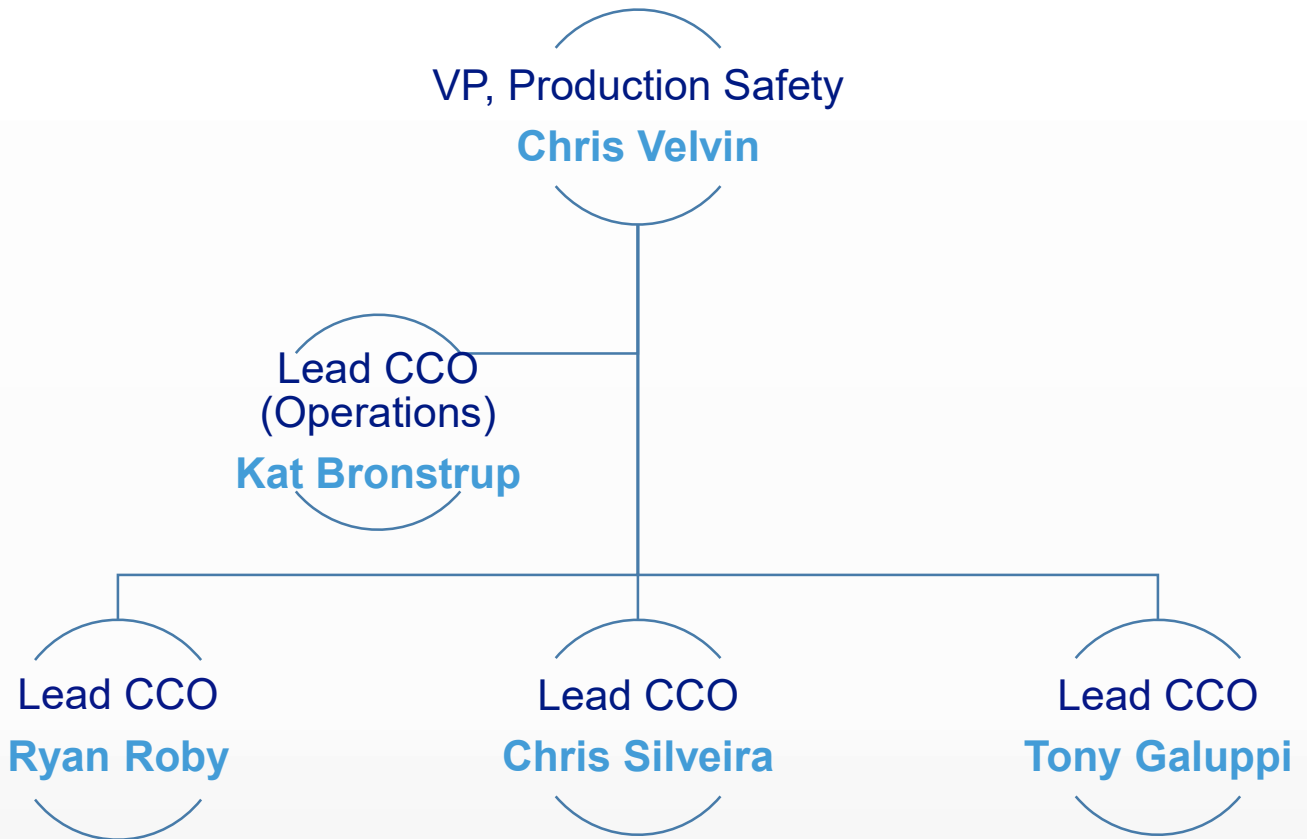 VP, Production Safety
Chris Velvin
Lead CCO
(Operations)
Kat Bronstrup
Lead CCO
Ryan Roby
Lead CCO
Chris Silveira
Lead CCO
Tony Galuppi